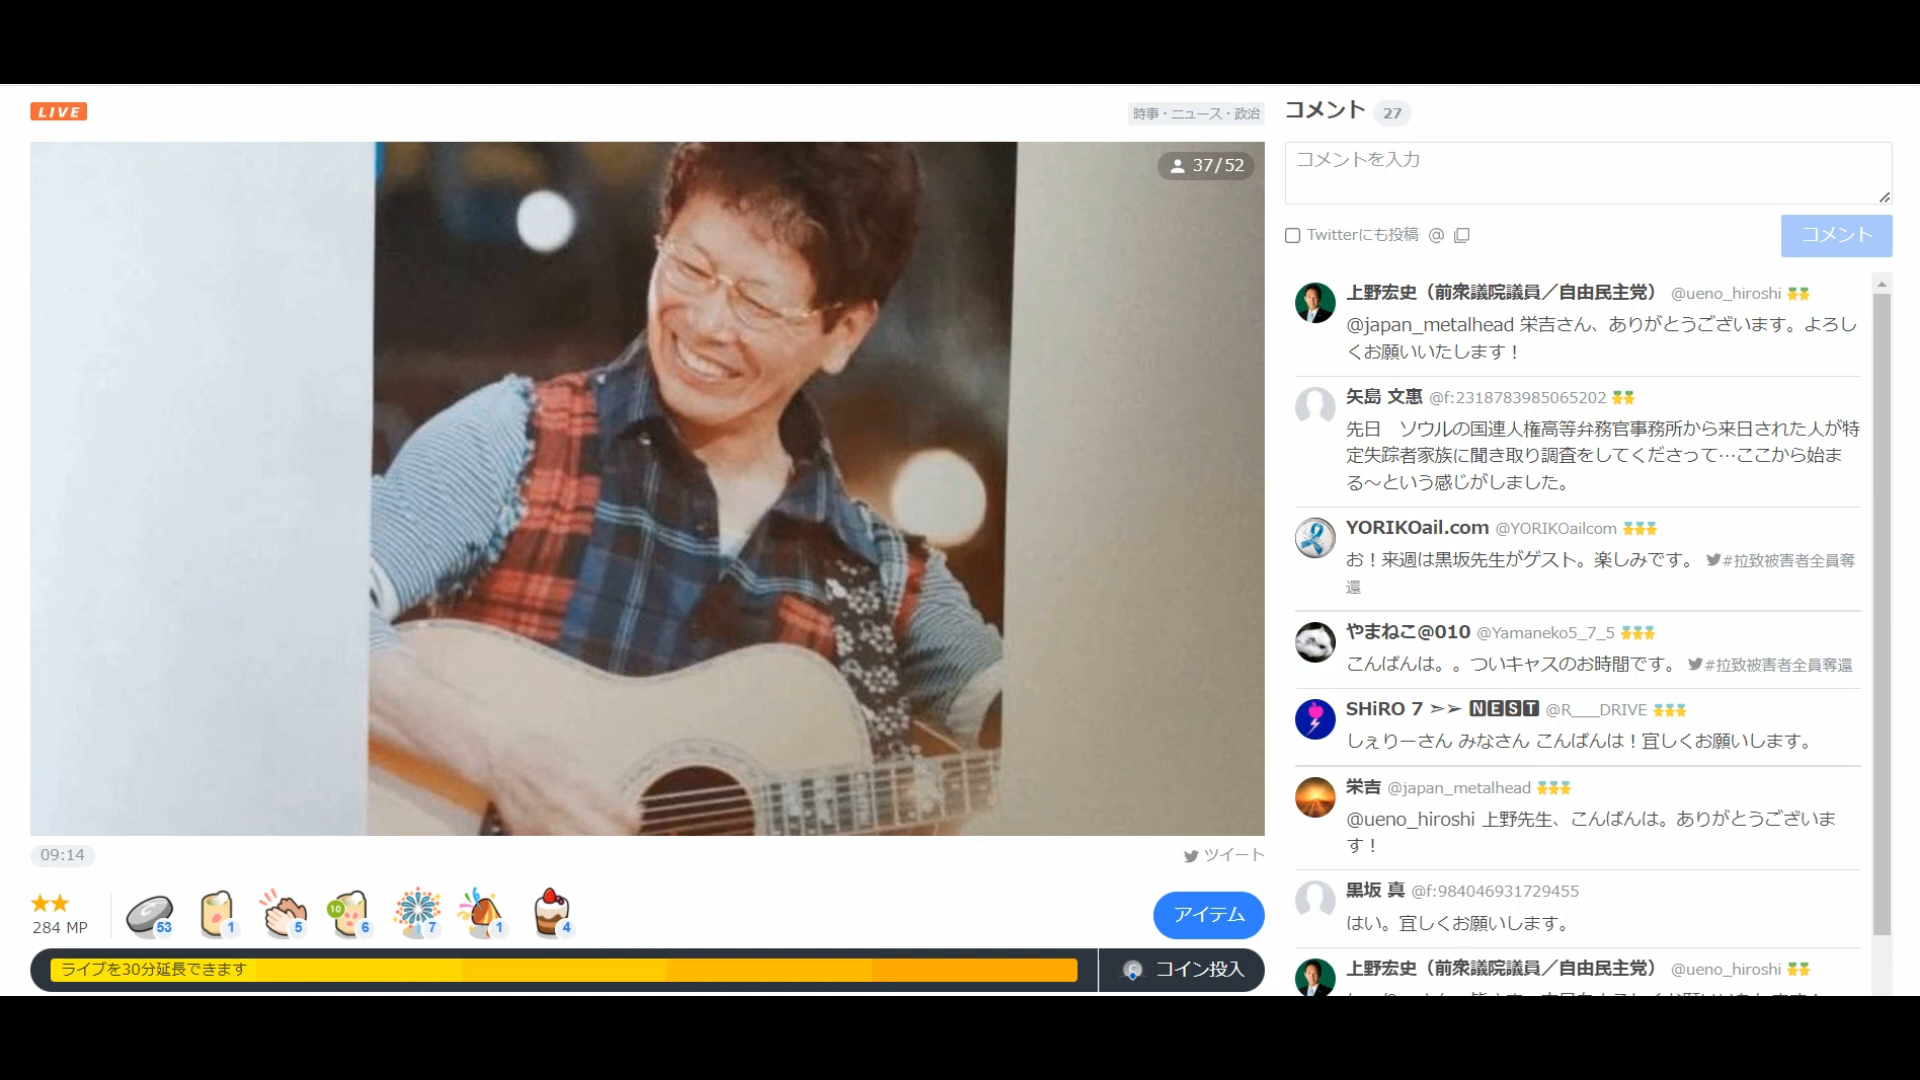 LIVE
時事・ニュース・政治
37/52
09:14
ツイート
284 MP
53
1
5
10
6
7
1
4
アイテム
ライブを30分延長できます
コイン投入
コメント 27
コメントを入力
Twitterにも投稿 @
コメント
上野宏史（前衆議院議員／自由民主党） @ueno_hiroshi
@japan_metalhead 栄吉さん、ありがとうございます。よろし
くお願いいたします！
矢島 文恵 @f:2318783985065202
先日　ソウルの国連人権高等弁務官事務所から来日された人が特
定失踪者家族に聞き取り調査をしてくださって…ここから始ま
る〜という感じがしました。
YORIKOail.com @YORIKOailcom
お！来週は黒坂先生がゲスト。楽しみです。 #拉致被害者全員奪
還
やまねこ@010 @Yamaneko5_7_5
こんばんは。。ついキャスのお時間です。 #拉致被害者全員奪還
SHiRO 7 ➣➢ NEST @R___DRIVE
しぇりーさん みなさん こんばんは！宜しくお願いします。
栄吉 @japan_metalhead
@ueno_hiroshi 上野先生、こんばんは。ありがとうございま
す！
黒坂 真 @f:984046931729455
はい。宜しくお願いします。
上野宏史（前衆議院議員／自由民主党） @ueno_hiroshi